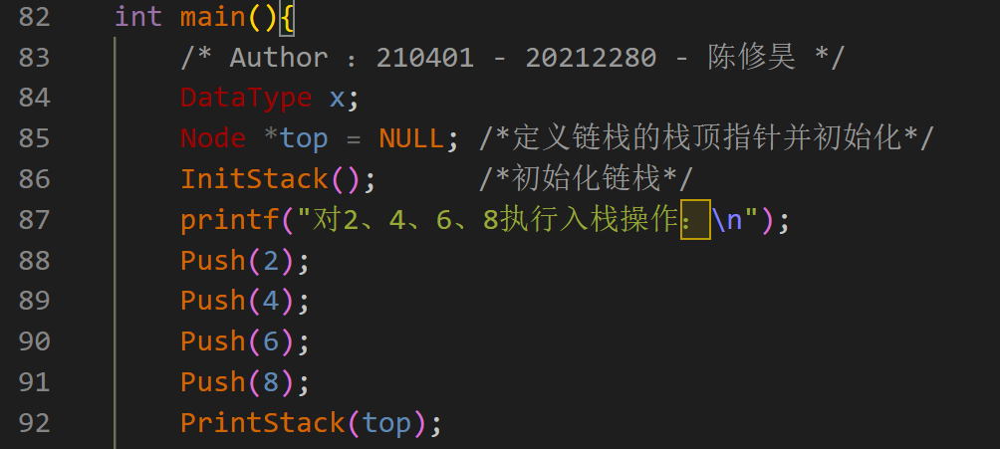 82 int main(){
83 /* Author : 210401 - 20212280 - 陈修昊 */
84 DataType x;
85 Node *top = NULL; /*定义链栈的栈顶指针并初始化*/
86 InitStack(); /*初始化链栈*/
87 printf("对2、4、6、8执行入栈操作：\n");
88 Push(2);
89 Push(4);
90 Push(6);
91 Push(8);
92 PrintStack(top);